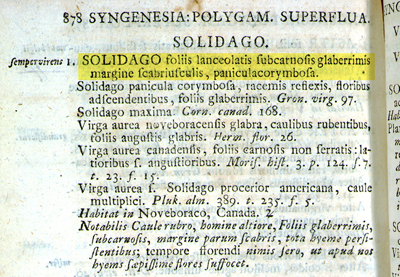 878 SYNGENESIA: POLYGAM. SUPERFLUA.
SOLIDAGO.
sempervirens 1. SOLIDAGO foliis lanceolatis subcarnosis glaberrimis
margine scabriusculis, paniculacorymbosa.
Solidago panicula corymbosa, racemis reflexis, floribus
adscendentibus, foliis glaberrimis. Gron. virg. 97.
Solidago maxima. Corn. canad. 168.
Virga aurea noveboracensis glabra, caulibus rubentibus,
foliis angustis glabris. Herm. flor. 26.
Virga aurea canadensis, foliis carnosis non serratis: la-
tioribus s. angustioribus. Moris. hist. 3. p. 124. s. 7.
t. 23. f. 15.
Virga aurea s. Solidago procerior americana, caule
multiplici. Pluk. alm. 389. t. 235. f. 5.
Habitat in Noveboraco, Canada. ♃
Notabilis Caule rubro, homine altiore, Foliis glaberrimis,
subcarnosis, margine parum scabris, tota hyeme persi-
stentibus; tempore florendi nimis sero, ut apud nos
hyems sæpissime flores suffocet.